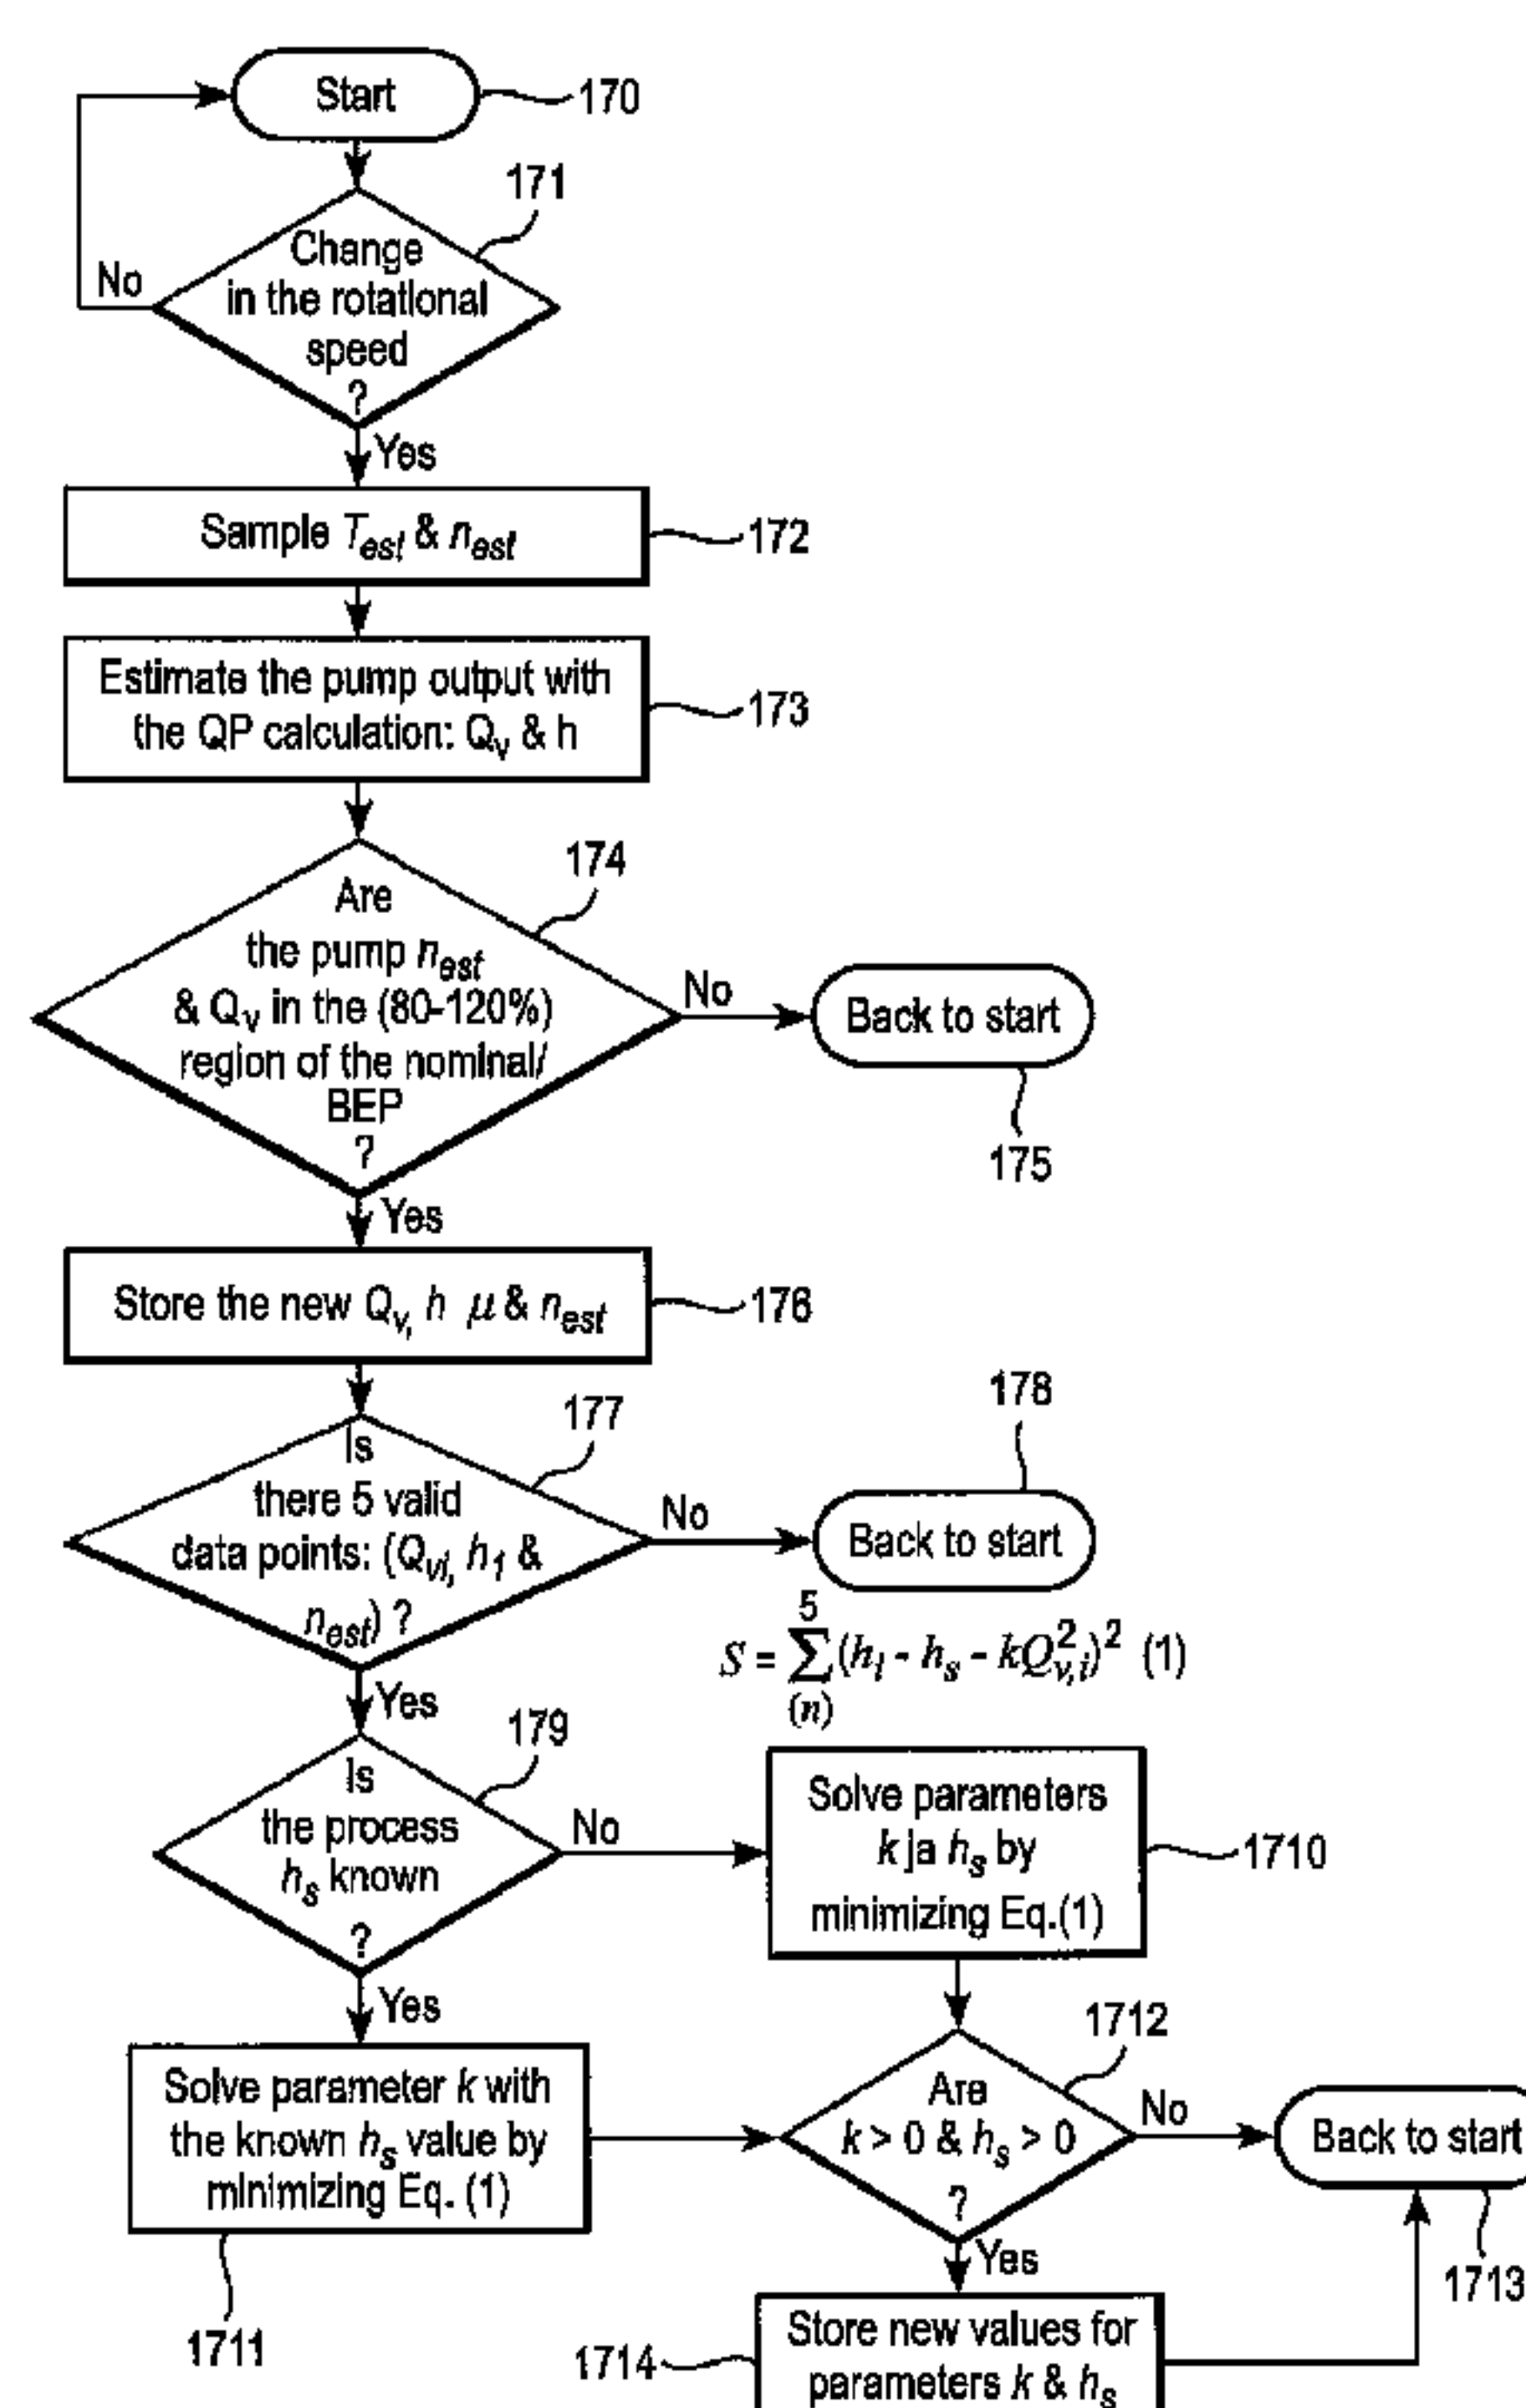 Start
170
171
Change
in the rotational
speed
?
No
Yes
Sample T_est & n_est
172
Estimate the pump output with
the QP calculation: Q_v & h
173
174
Are
the pump n_est
& Q_v in the (80-120%)
region of the nominal/
BEP
?
No
Back to start
175
Yes
Store the new Q_v, h μ & n_est
176
177
Is
there 5 valid
data points: (Q_vi, h_1 &
n_est) ?
No
178
Back to start
S = 5∑(n) (h_i - h_s - kQ²_v,i)² (1)
Yes
179
Is
the process
h_s known
?
No
Solve parameters
k ja h_s by
minimizing Eq.(1)
1710
Yes
Solve parameter k with
the known h_s value by
minimizing Eq. (1)
1711
1712
Are
k > 0 & h_s > 0
?
No
Back to start
1713
Yes
Store new values for
parameters k & h_s
1714